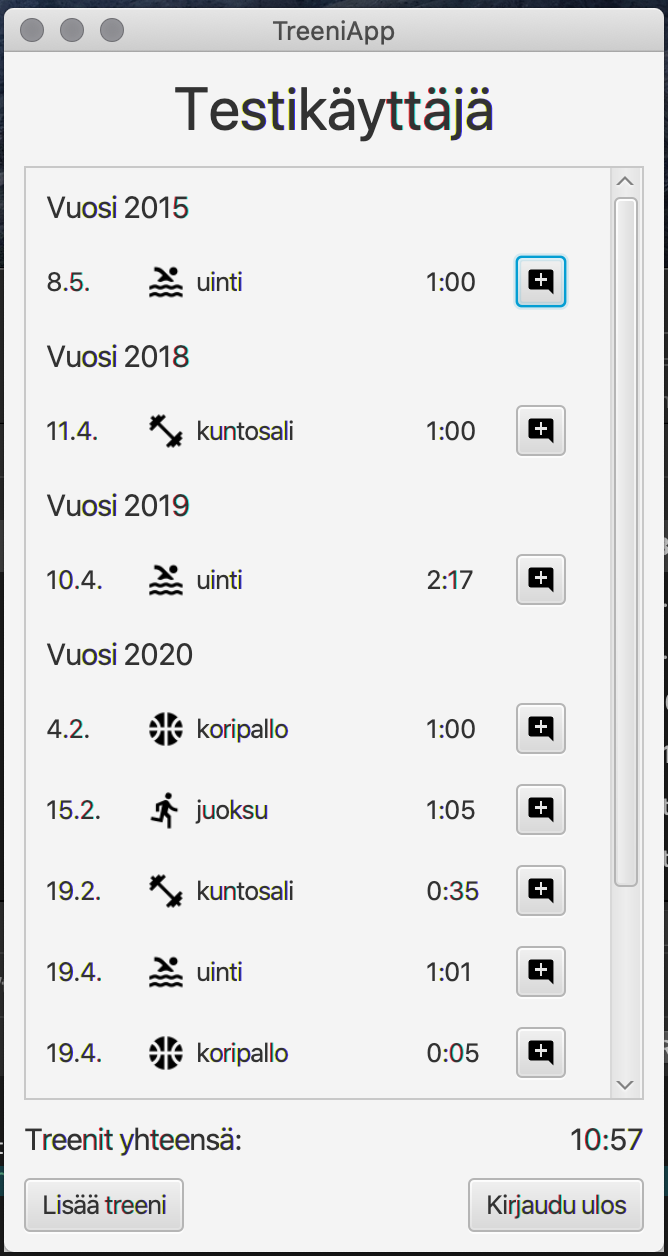 TreeniApp
Testikäyttäjä
Vuosi 2015
8.5. uinti 1:00
Vuosi 2018
11.4. kuntosali 1:00
Vuosi 2019
10.4. uinti 2:17
Vuosi 2020
4.2. koripallo 1:00
15.2. juoksu 1:05
19.2. kuntosali 0:35
19.4. uinti 1:01
19.4. koripallo 0:05
Treenit yhteensä: 10:57
Lisää treeni Kirjaudu ulos